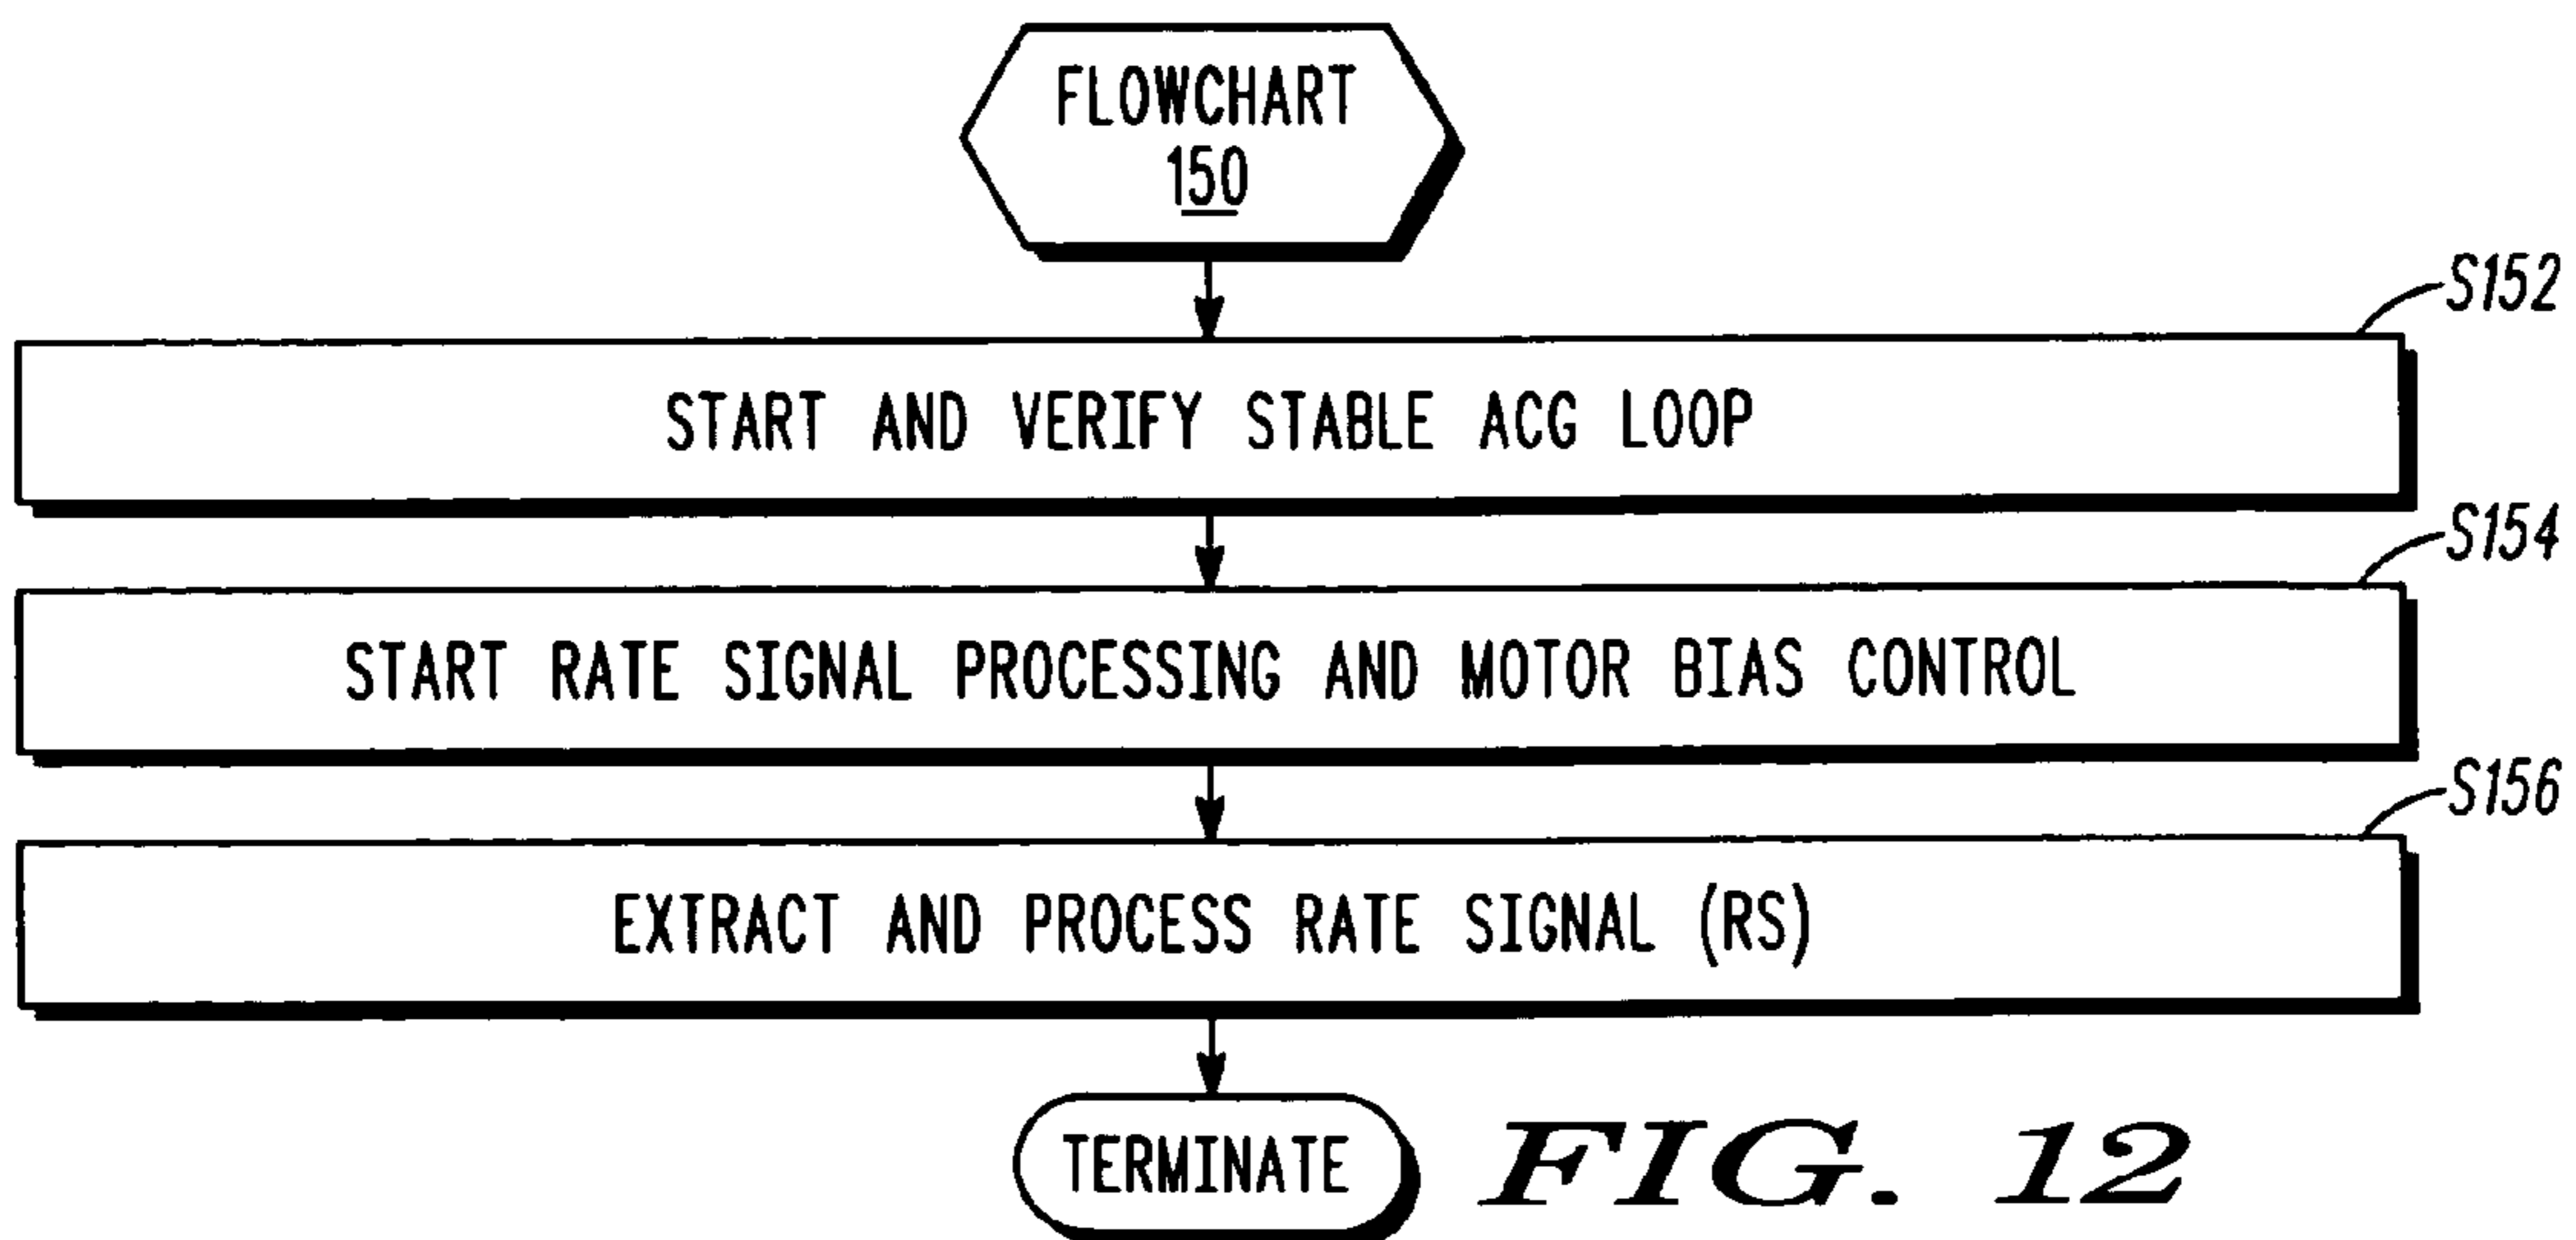 FLOWCHART
150
S152
START AND VERIFY STABLE ACG LOOP
S154
START RATE SIGNAL PROCESSING AND MOTOR BIAS CONTROL
S156
EXTRACT AND PROCESS RATE SIGNAL (RS)
TERMINATE
FIG. 12